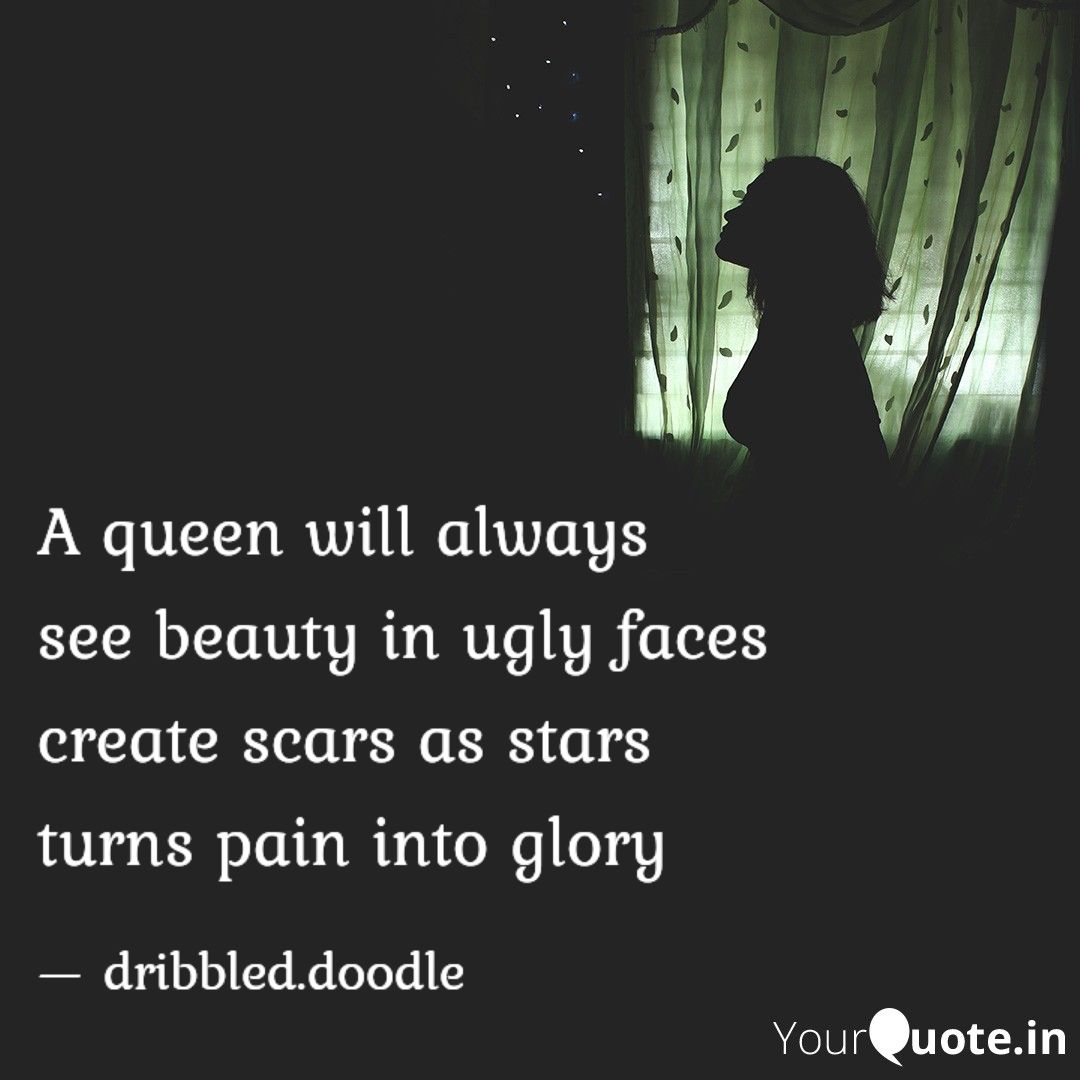 A queen will always
see beauty in ugly faces
create scars as stars
turns pain into glory
— dribbled.doodle
YourQuote.in